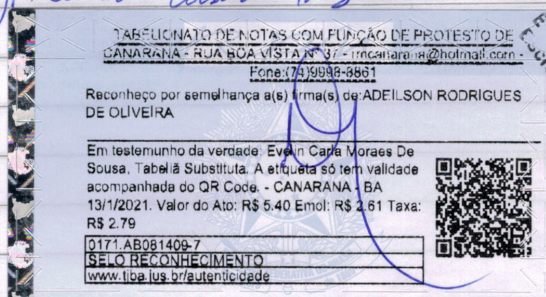 TABELIONATO DE NOTAS COM FUNÇÃO DE PROTESTO DE
CANARANA - RUA BOA VISTA Nº 37 -
Fone:(74)9998-8861
Reconheço por semelhança a(s) firma(s) de:ADEILSON RODRIGUES
DE OLIVEIRA
Em testemunho da verdade: Evelin Carla Moraes De
Sousa, Tabeliã Substituta. A etiqueta só tem validade
acompanhada do QR Code. - CANARANA - BA
13/1/2021. Valor do Ato: R$ 5.40 Emol: R$ 2.61 Taxa:
R$ 2.79
0171.AB081409-7
SELO RECONHECIMENTO
www.tjba.jus.br/autenticidade